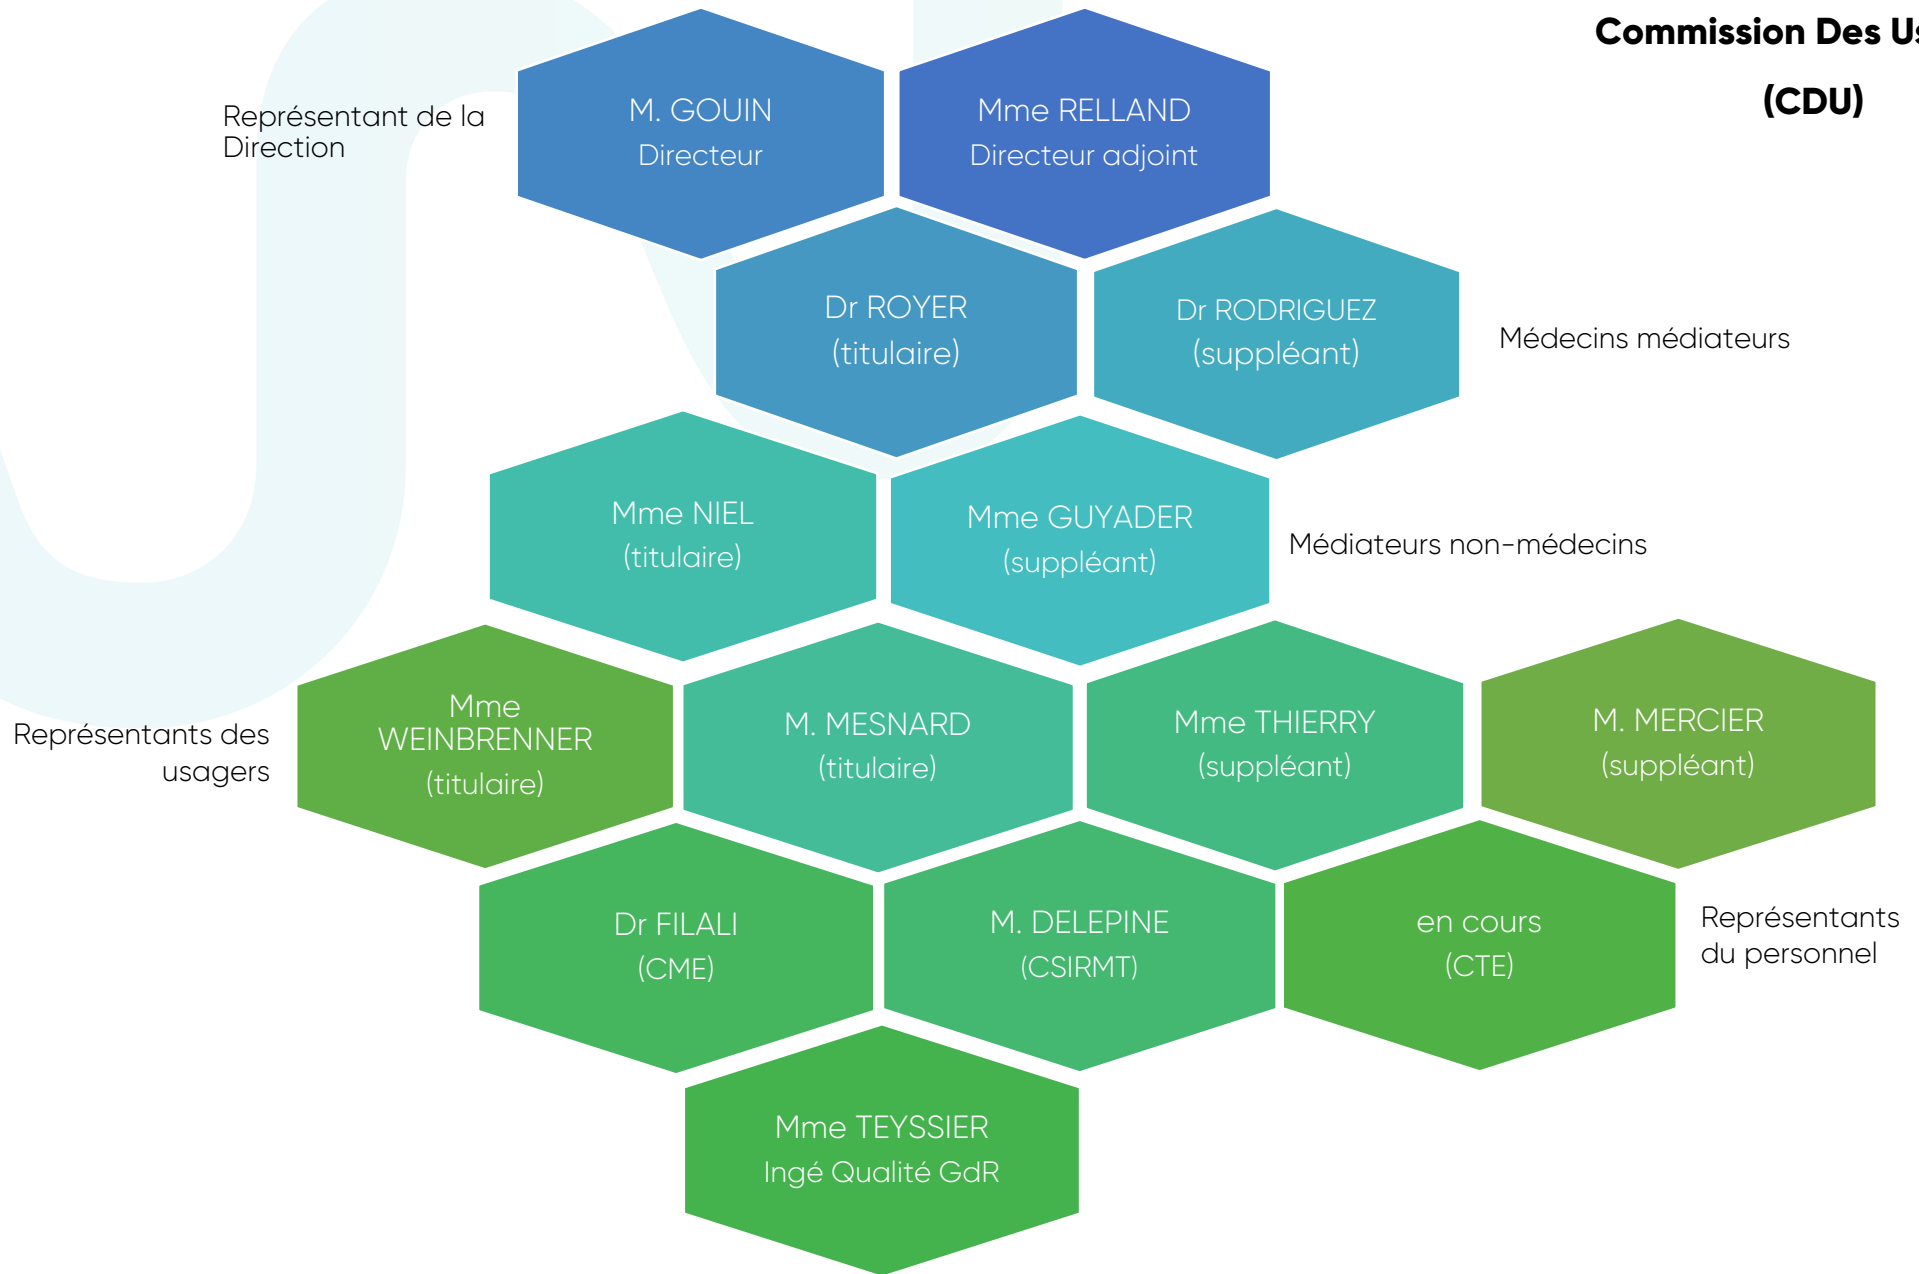 Commission Des Us
(CDU)
Représentant de la
Direction
M. GOUIN
Directeur
Mme RELLAND
Directeur adjoint
Dr ROYER
(titulaire)
Dr RODRIGUEZ
(suppléant)
Médecins médiateurs
Mme NIEL
(titulaire)
Mme GUYADER
(suppléant)
Médiateurs non-médecins
Représentants des
usagers
Mme
WEINBRENNER
(titulaire)
M. MESNARD
(titulaire)
Mme THIERRY
(suppléant)
M. MERCIER
(suppléant)
Dr FILALI
(CME)
M. DELEPINE
(CSIRMT)
en cours
(CTE)
Représentants
du personnel
Mme TEYSSIER
Ingé Qualité GdR